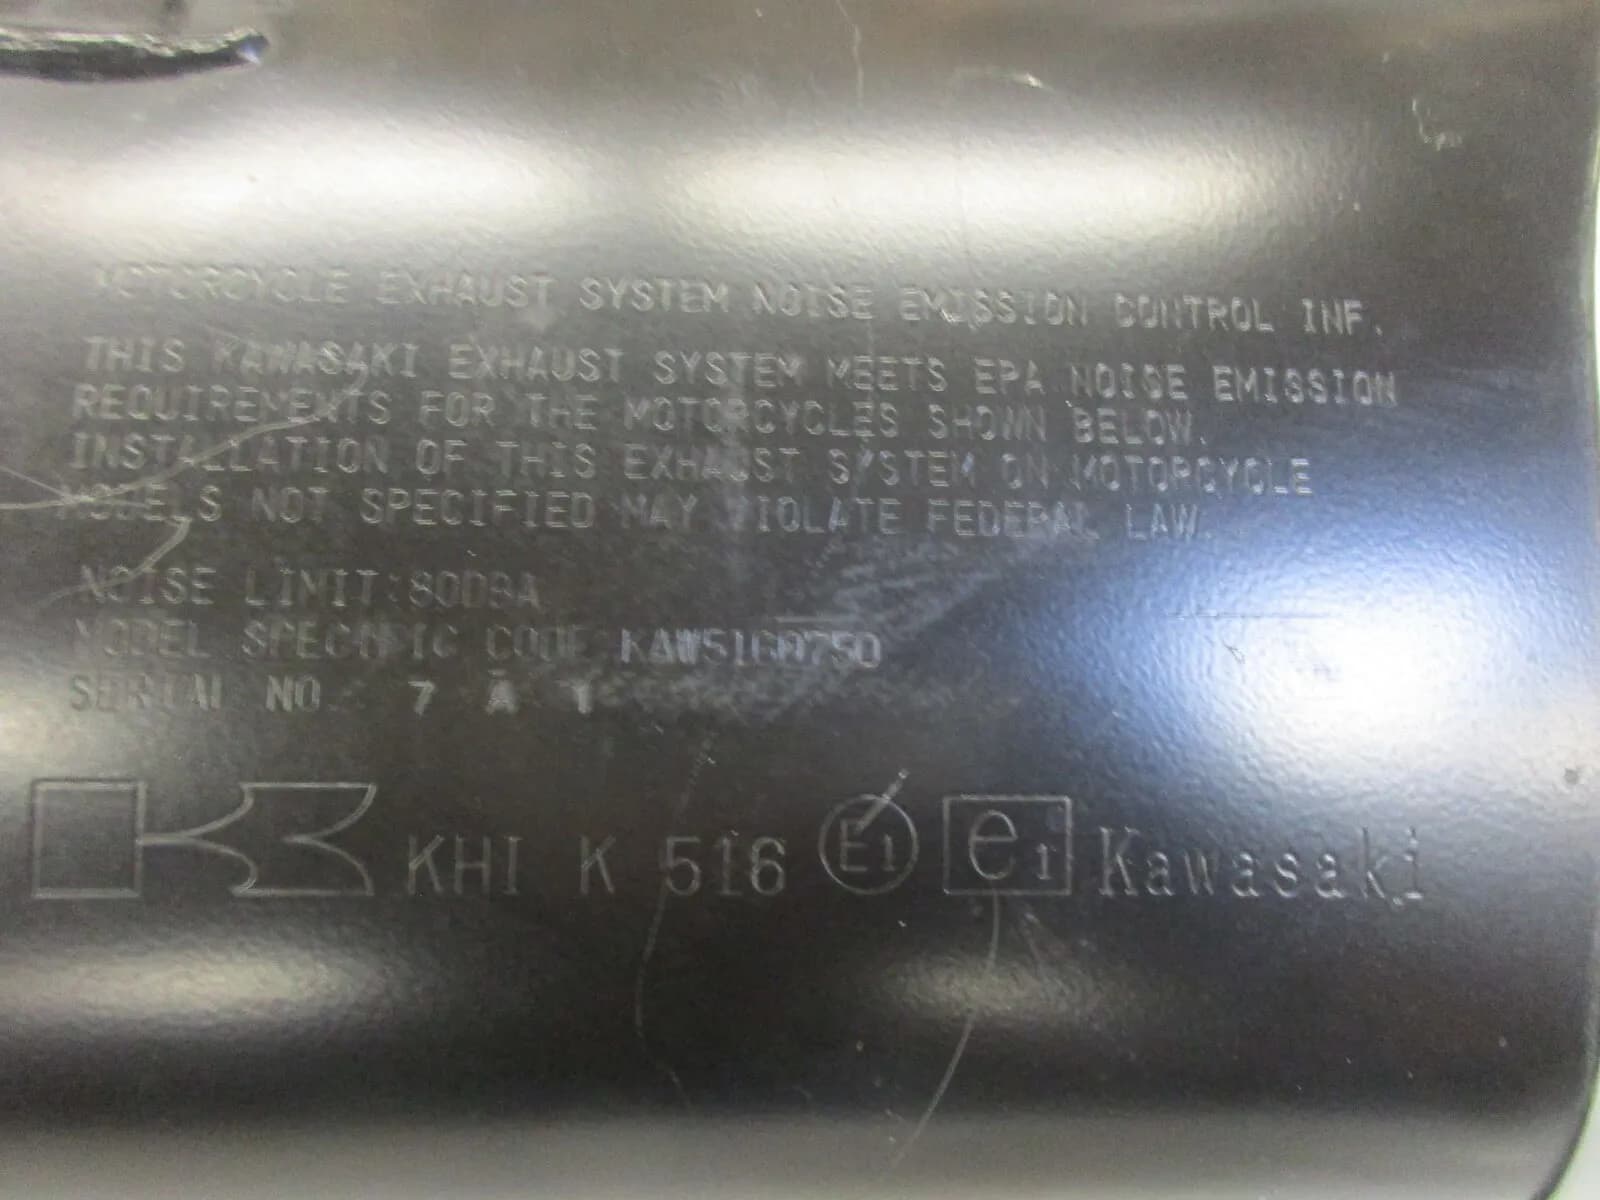 MOTORCYCLE EXHAUST SYSTEM NOISE EMISSION CONTROL INF.
THIS KAWASAKI EXHAUST SYSTEM MEETS EPA NOISE EMISSION
REQUIREMENTS FOR THE MOTORCYCLES SHOWN BELOW.
INSTALLATION OF THIS EXHAUST SYSTEM ON MOTORCYCLE
MODELS NOT SPECIFIED MAY VIOLATE FEDERAL LAW.
NOISE LIMIT:80DBA
MODEL SPECIFIC CODE KAW5160750
SERIAL NO. 7 A
KHI K 516 E1 e1 Kawasaki